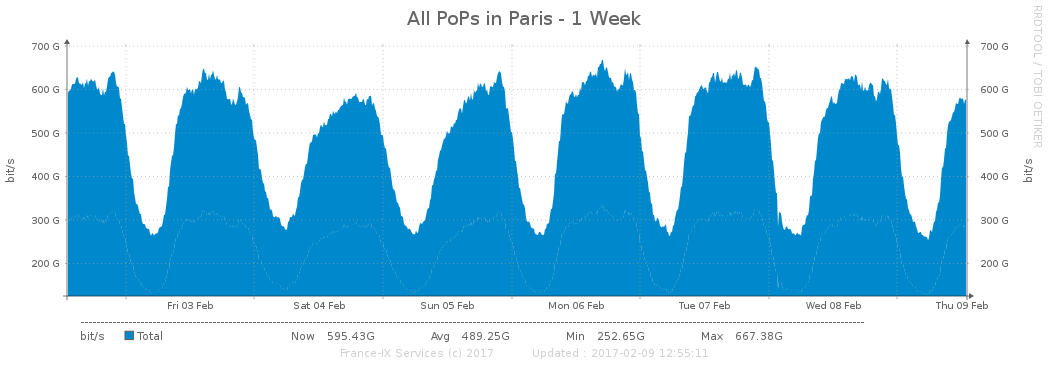 All PoPs in Paris - 1 Week
RRDTOOL / TOBI OETIKER
700 G 700 G
600 G 600 G
500 G 500 G
400 G 400 G
300 G 300 G
200 G 200 G
bit/s bit/s
Fri 03 Feb Sat 04 Feb Sun 05 Feb Mon 06 Feb Tue 07 Feb Wed 08 Feb Thu 09 Feb
bit/s Total Now 595.43G Avg 489.25G Min 252.65G Max 667.38G
France-IX Services (c) 2017 Updated : 2017-02-09 12:55:11